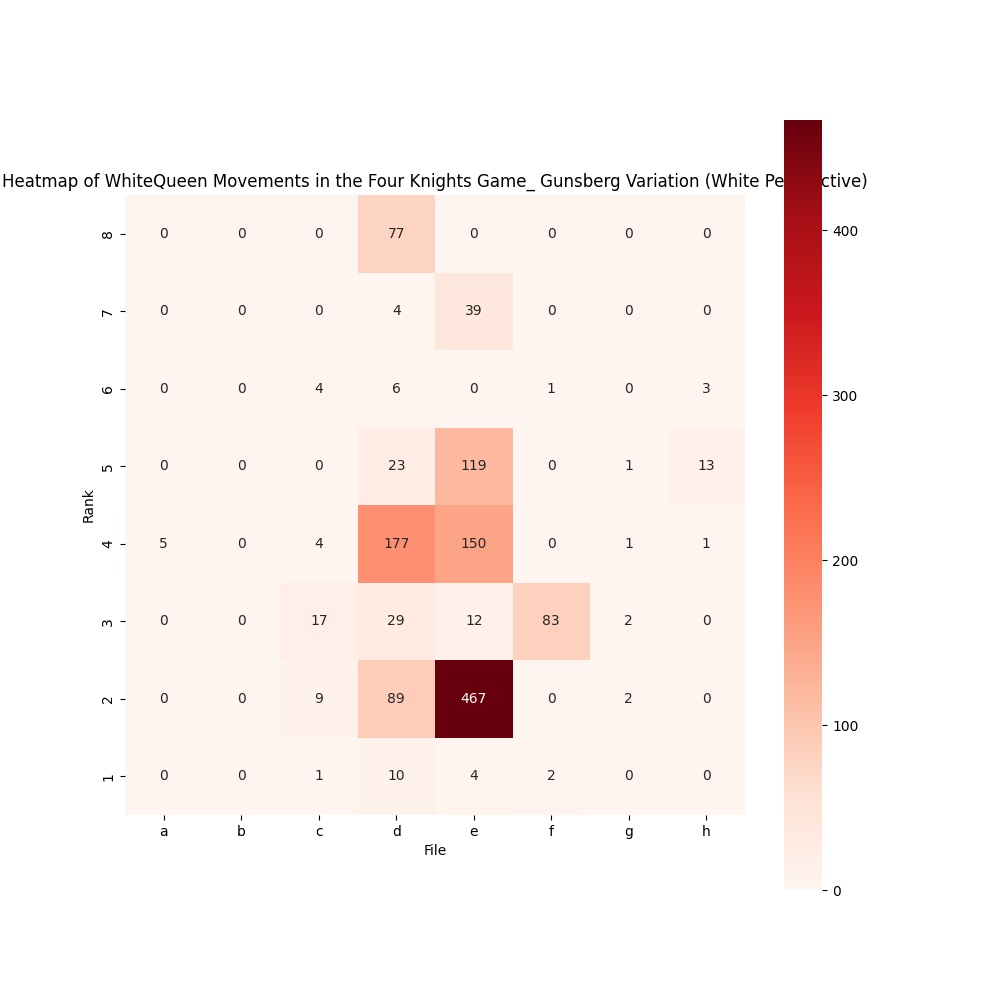 Heatmap of WhiteQueen Movements in the Four Knights Game_ Gunsberg Variation (White Pe ctive)
8 0 0 0 77 0 0 0 0
7 0 0 0 4 39 0 0 0
6 0 0 4 6 0 1 0 3
5 0 0 0 23 119 0 1 13
4 5 0 4 177 150 0 1 1
3 0 0 17 29 12 83 2 0
2 0 0 9 89 467 0 2 0
1 0 0 1 10 4 2 0 0
a b c d e f g h
File
Rank
400
300
200
100
0